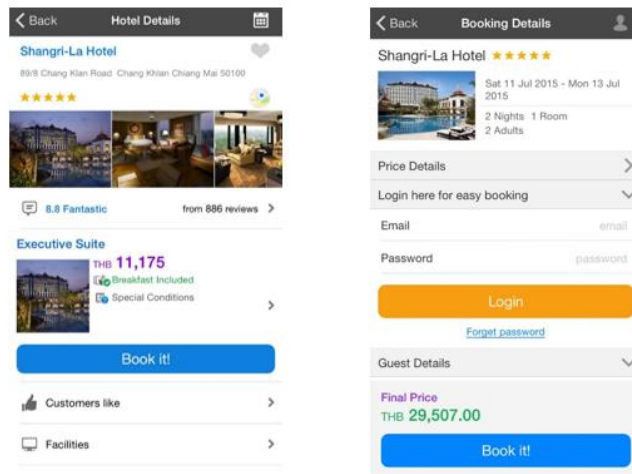 Back
Hotel Details
Shangri-La Hotel
89/8 Chang Klan Road Chang Khlan Chiang Mai 50100
8.8 Fantastic
from 886 reviews
Executive Suite
THB 11,175
Breakfast Included
Special Conditions
Book it!
Customers like
Facilities
Back
Booking Details
Shangri-La Hotel
Sat 11 Jul 2015 - Mon 13 Jul
2015
2 Nights 1 Room
2 Adults
Price Details
Login here for easy booking
Email
email
Password
password
Login
Forget password
Guest Details
Final Price
THB 29,507.00
Book it!